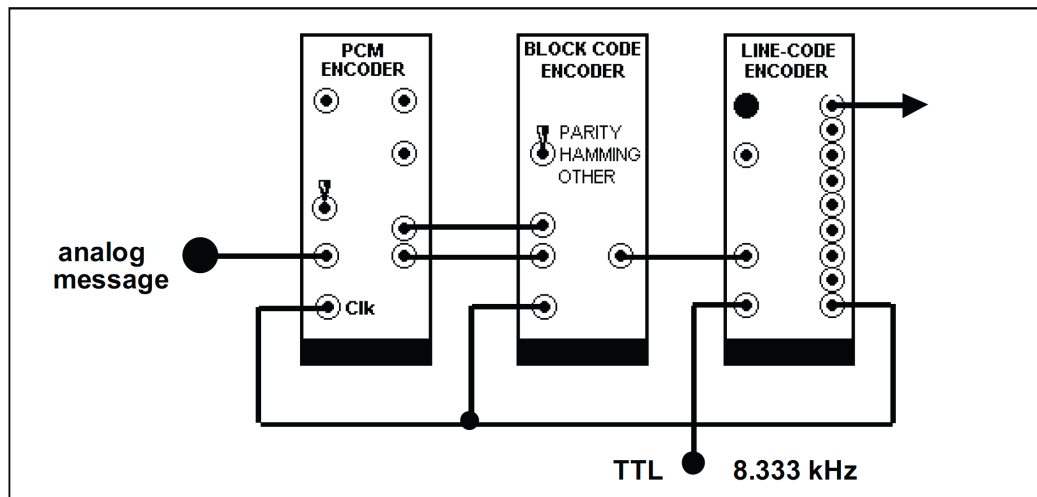 PCM
ENCODER
BLOCK CODE
ENCODER
LINE-CODE
ENCODER
PARITY
HAMMING
OTHER
analog
message
Clk
TTL 8.333 kHz